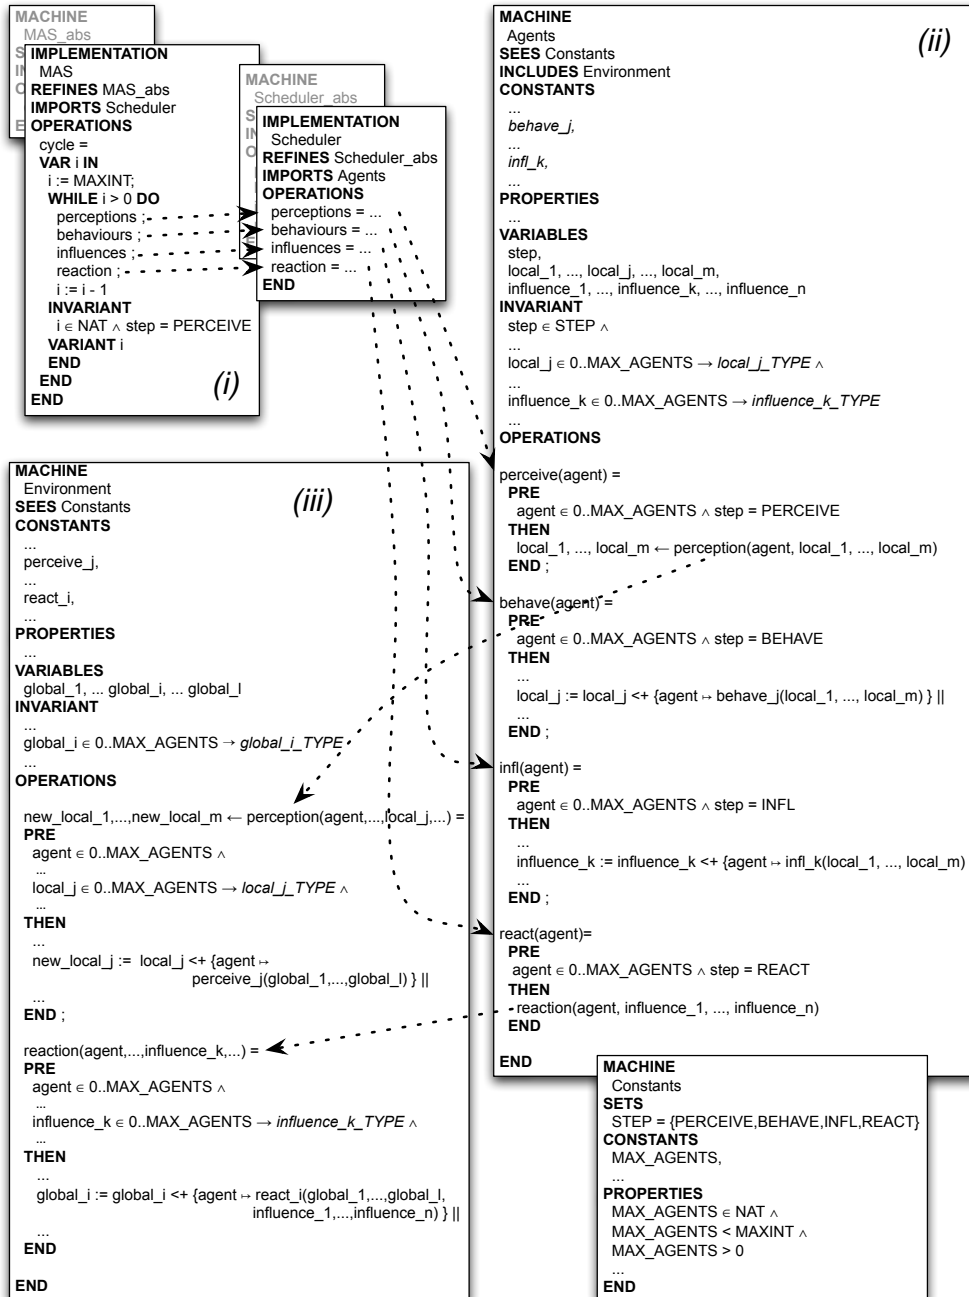 MACHINE
MAS_abs
S
IN
O
E
IMPLEMENTATION
MAS
REFINES MAS_abs
IMPORTS Scheduler
OPERATIONS
cycle =
VAR i IN
i := MAXINT;
WHILE i > 0 DO
perceptions ;
behaviours ;
influences ;
reaction ;
i := i - 1
INVARIANT
i ∈ NAT ∧ step = PERCEIVE
VARIANT i
END
END
END
(i)
MACHINE
Scheduler_abs
S
IN
O
E
IMPLEMENTATION
Scheduler
REFINES Scheduler_abs
IMPORTS Agents
OPERATIONS
perceptions = ...
behaviours = ...
influences = ...
reaction = ...
END
MACHINE
Agents
(ii)
SEES Constants
INCLUDES Environment
CONSTANTS
...
behave_j,
...
infl_k,
...
PROPERTIES
...
VARIABLES
step,
local_1, ..., local_j, ..., local_m,
influence_1, ..., influence_k, ..., influence_n
INVARIANT
step ∈ STEP ∧
...
local_j ∈ 0..MAX_AGENTS → local_j_TYPE ∧
...
influence_k ∈ 0..MAX_AGENTS → influence_k_TYPE
...
OPERATIONS
perceive(agent) =
PRE
agent ∈ 0..MAX_AGENTS ∧ step = PERCEIVE
THEN
local_1, ..., local_m ← perception(agent, local_1, ..., local_m)
END ;
behave(agent) =
PRE
agent ∈ 0..MAX_AGENTS ∧ step = BEHAVE
THEN
...
local_j := local_j <+ {agent ↦ behave_j(local_1, ..., local_m) } ||
...
END ;
infl(agent) =
PRE
agent ∈ 0..MAX_AGENTS ∧ step = INFL
THEN
...
influence_k := influence_k <+ {agent ↦ infl_k(local_1, ..., local_m)
...
END ;
react(agent)=
PRE
agent ∈ 0..MAX_AGENTS ∧ step = REACT
THEN
reaction(agent, influence_1, ..., influence_n)
END
END
MACHINE
Environment
(iii)
SEES Constants
CONSTANTS
...
perceive_j,
...
react_i,
...
PROPERTIES
...
VARIABLES
global_1, ... global_i, ... global_l
INVARIANT
...
global_i ∈ 0..MAX_AGENTS → global_i_TYPE
...
OPERATIONS
new_local_1,...,new_local_m ← perception(agent,...,local_j,...) =
PRE
agent ∈ 0..MAX_AGENTS ∧
...
local_j ∈ 0..MAX_AGENTS → local_j_TYPE ∧
...
THEN
...
new_local_j := local_j <+ {agent ↦
perceive_j(global_1,...,global_l) } ||
...
END ;
reaction(agent,...,influence_k,...) =
PRE
agent ∈ 0..MAX_AGENTS ∧
...
influence_k ∈ 0..MAX_AGENTS → influence_k_TYPE ∧
...
THEN
...
global_i := global_i <+ {agent ↦ react_i(global_1,...,global_l,
influence_1,...,influence_n) } ||
...
END
END
MACHINE
Constants
SETS
STEP = {PERCEIVE,BEHAVE,INFL,REACT}
CONSTANTS
MAX_AGENTS,
...
PROPERTIES
MAX_AGENTS ∈ NAT ∧
MAX_AGENTS < MAXINT ∧
MAX_AGENTS > 0
...
END